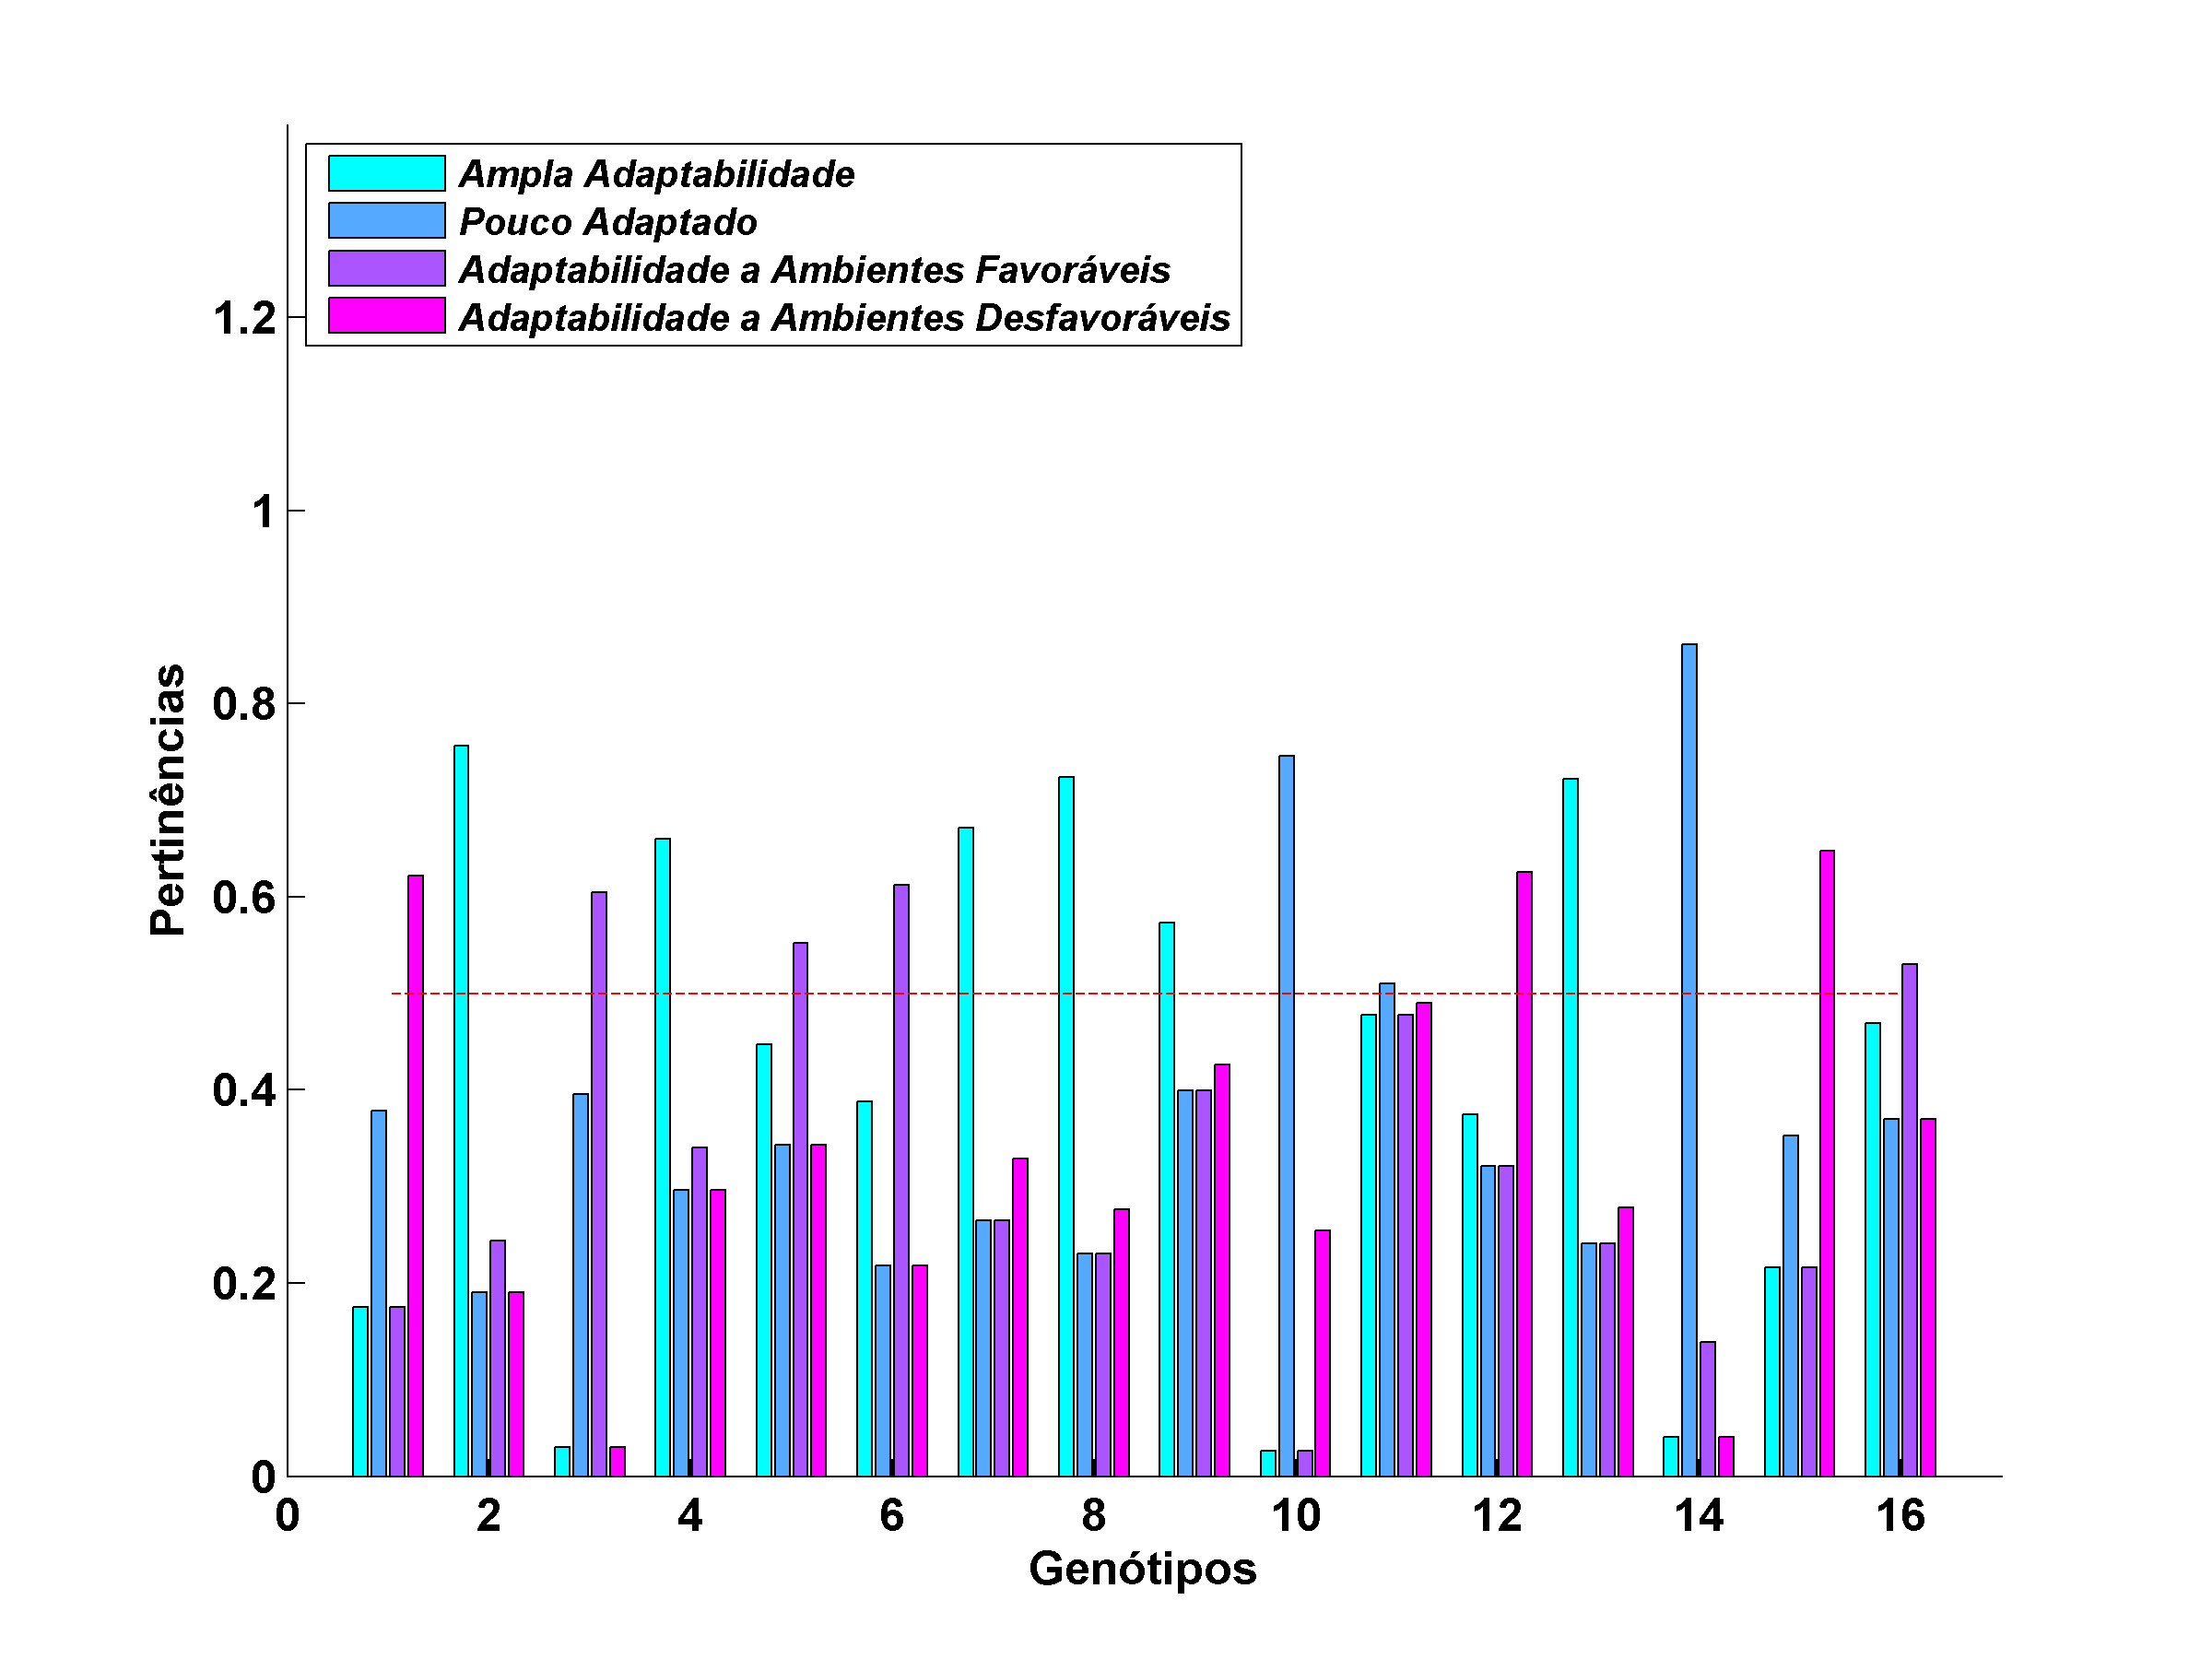 Ampla Adaptabilidade
Pouco Adaptado
Adaptabilidade a Ambientes Favoráveis
Adaptabilidade a Ambientes Desfavoráveis
1.2
1
0.8
0.6
0.4
0.2
0
Pertinências
0 2 4 6 8 10 12 14 16
Genótipos